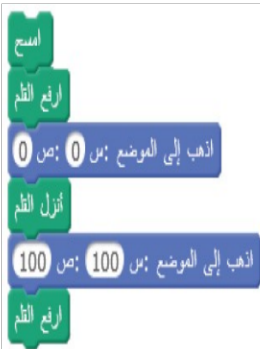 امسح
ارفع القلم
اذهب إلى الموضع :س 0 :ص 0
أنزل القلم
اذهب إلى الموضع :س 100 :ص 100
ارفع القلم